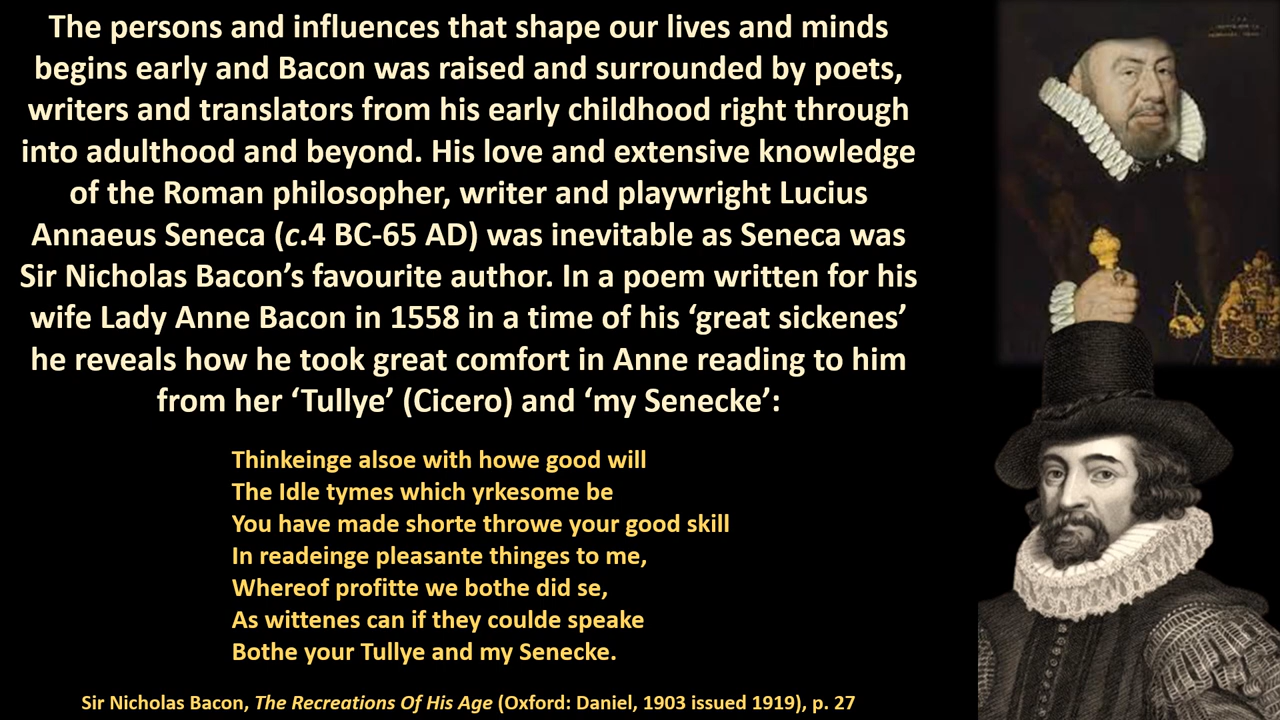 The persons and influences that shape our lives and minds
begins early and Bacon was raised and surrounded by poets,
writers and translators from his early childhood right through
into adulthood and beyond. His love and extensive knowledge
of the Roman philosopher, writer and playwright Lucius
Annaeus Seneca (c.4 BC-65 AD) was inevitable as Seneca was
Sir Nicholas Bacon’s favourite author. In a poem written for his
wife Lady Anne Bacon in 1558 in a time of his ‘great sickenes’
he reveals how he took great comfort in Anne reading to him
from her ‘Tullye’ (Cicero) and ‘my Senecke’:
Thinkeinge alsoe with howe good will
The Idle tymes which yrkesome be
You have made shorte throwe your good skill
In readeinge pleasante thinges to me,
Whereof profitte we bothe did se,
As wittenes can if they coulde speake
Bothe your Tullye and my Senecke.
Sir Nicholas Bacon, The Recreations Of His Age (Oxford: Daniel, 1903 issued 1919), p. 27